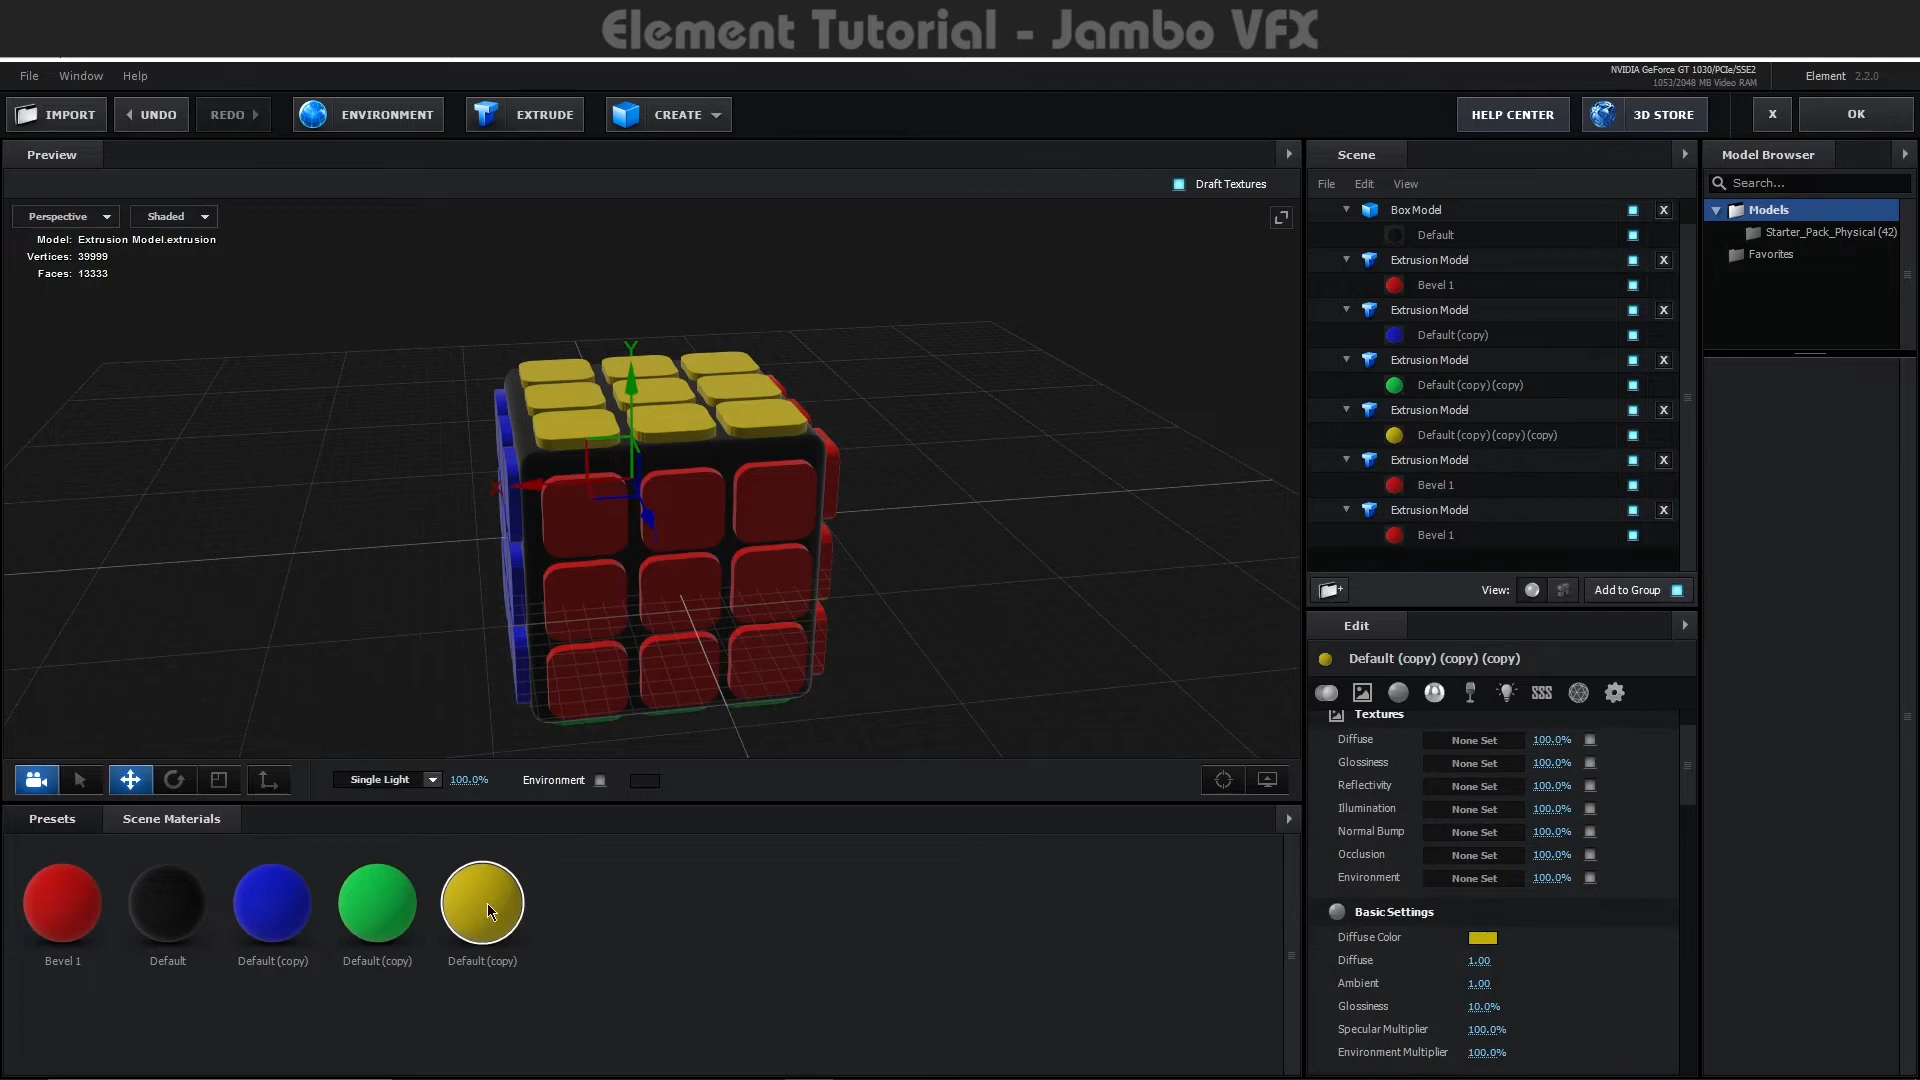 Element Tutorial - Jambo VFX
File Window Help
NVIDIA GeForce GT 1030/PCIe/SSE2
1053/2048 MB Video RAM
Element 2.2.0
IMPORT UNDO REDO ENVIRONMENT EXTRUDE CREATE HELP CENTER 3D STORE X OK
Preview
Draft Textures
Perspective Shaded
Model: Extrusion Model.extrusion
Vertices: 39999
Faces: 13333
Y
X
Single Light 100.0% Environment
Presets Scene Materials
Bevel 1 Default Default (copy) Default (copy) Default (copy)
Scene
File Edit View
Box Model X
Default
Extrusion Model X
Bevel 1
Extrusion Model X
Default (copy)
Extrusion Model X
Default (copy) (copy)
Extrusion Model X
Default (copy) (copy) (copy)
Extrusion Model X
Bevel 1
Extrusion Model X
Bevel 1
View: Add to Group
Edit
Default (copy) (copy) (copy)
SSS
Textures
Diffuse None Set 100.0%
Glossiness None Set 100.0%
Reflectivity None Set 100.0%
Illumination None Set 100.0%
Normal Bump None Set 100.0%
Occlusion None Set 100.0%
Environment None Set 100.0%
Basic Settings
Diffuse Color
Diffuse 1.00
Ambient 1.00
Glossiness 10.0%
Specular Multiplier 100.0%
Environment Multiplier 100.0%
Model Browser
Search...
Models
Starter_Pack_Physical (42)
Favorites